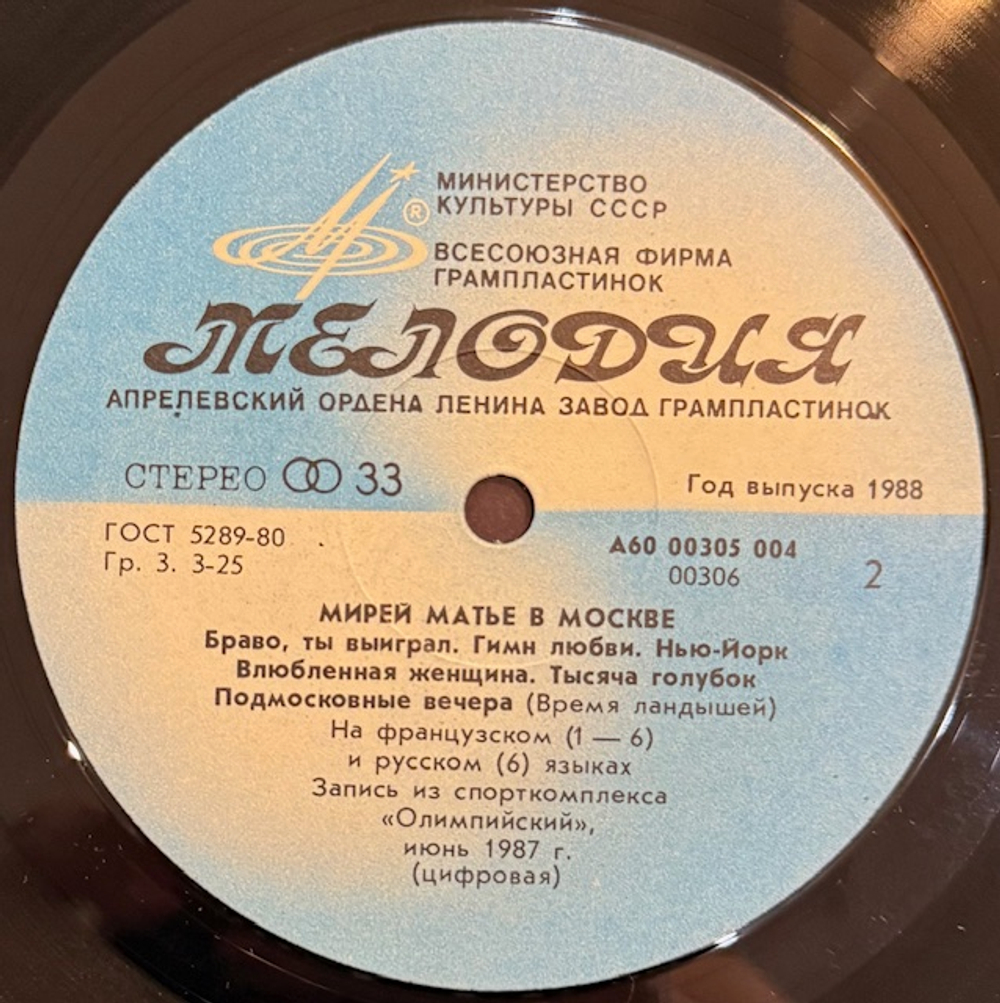 МИНИСТЕРСТВО
КУЛЬТУРЫ СССР
®
ВСЕСОЮЗНАЯ ФИРМА
ГРАМПЛАСТИНОК
МЕЛОДИЯ
АПРЕЛЕВСКИЙ ОРДЕНА ЛЕНИНА ЗАВОД ГРАМПЛАСТИНОК
СТЕРЕО 33
Год выпуска 1988
ГОСТ 5289-80
Гр. 3. 3-25
А60 00305 004
00306
2
МИРЕЙ МАТЬЕ В МОСКВЕ
Браво, ты выиграл. Гимн любви. Нью-Йорк
Влюбленная женщина. Тысяча голубок
Подмосковные вечера (Время ландышей)
На французском (1 — 6)
и русском (6) языках
Запись из спорткомплекса
«Олимпийский»,
июнь 1987 г.
(цифровая)